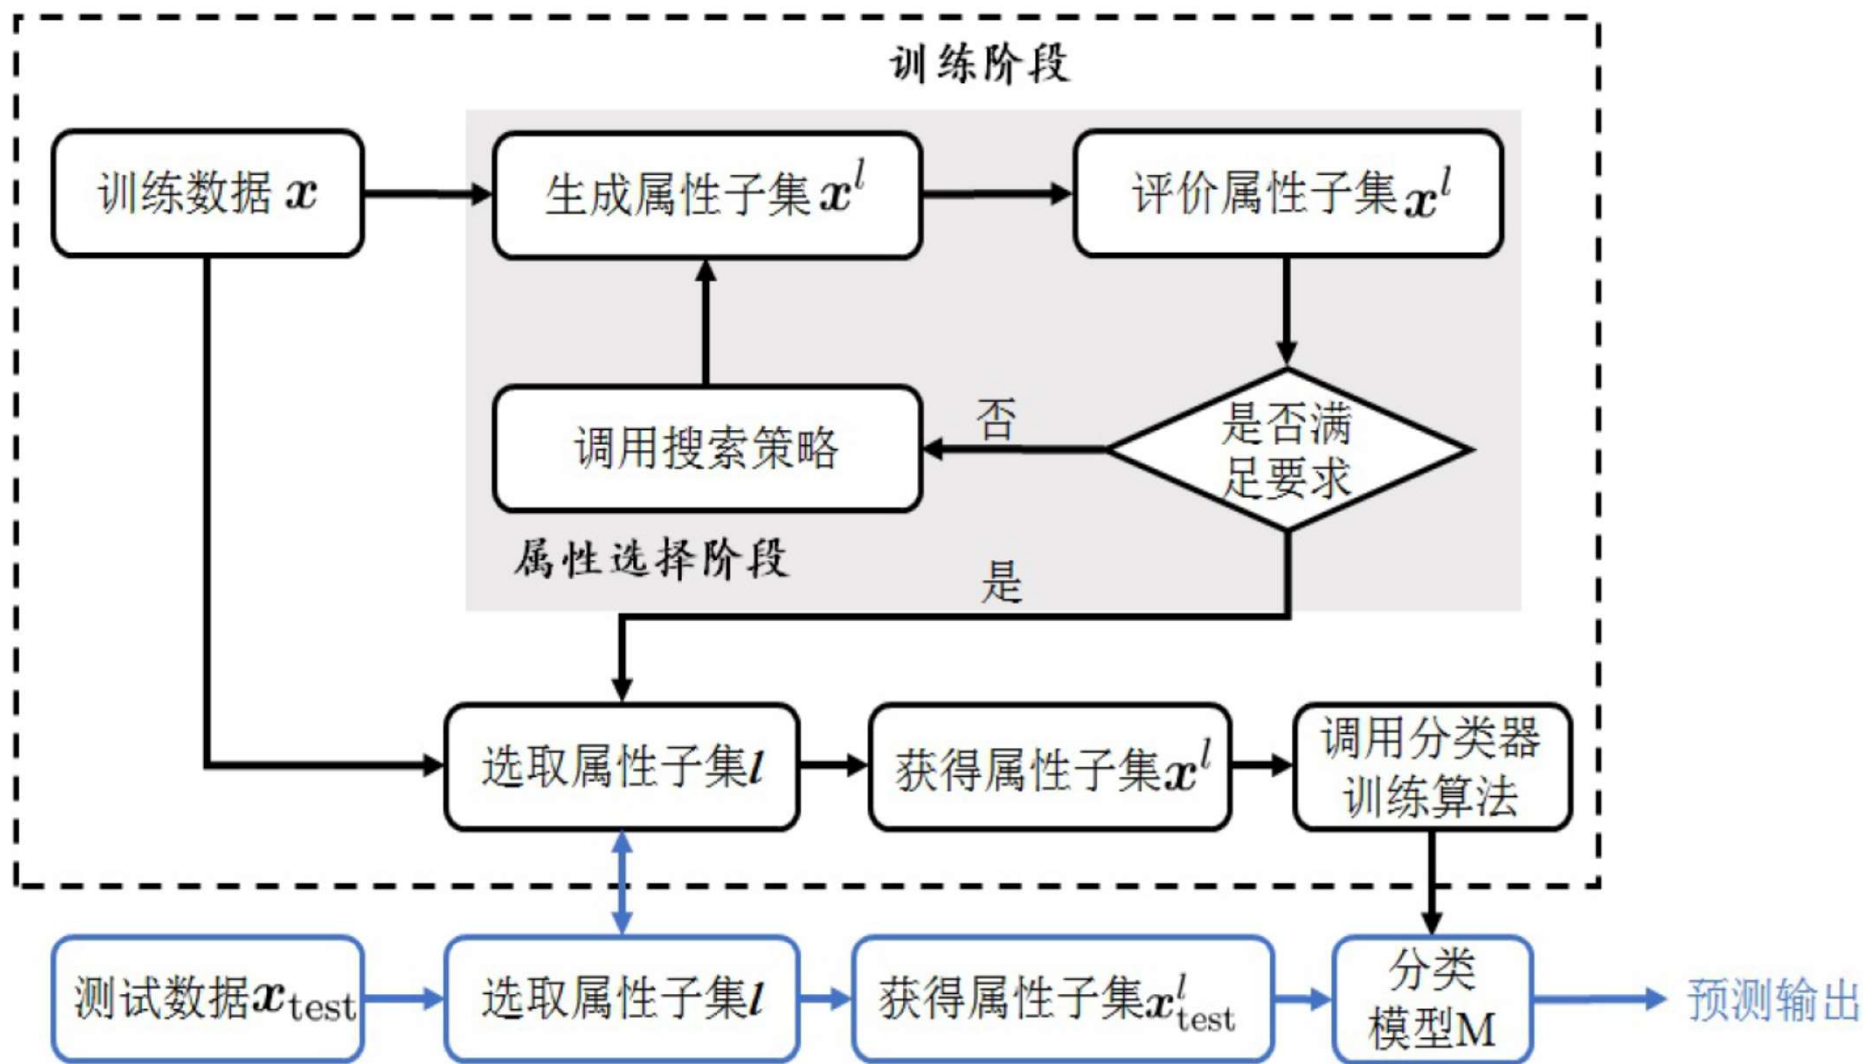 训练阶段
训练数据 x
生成属性子集 x^l
评价属性子集 x^l
调用搜索策略
否
是否满
足要求
属性选择阶段
是
选取属性子集l
获得属性子集x^l
调用分类器
训练算法
测试数据x_test
选取属性子集l
获得属性子集x^l_test
分类
模型M
预测输出